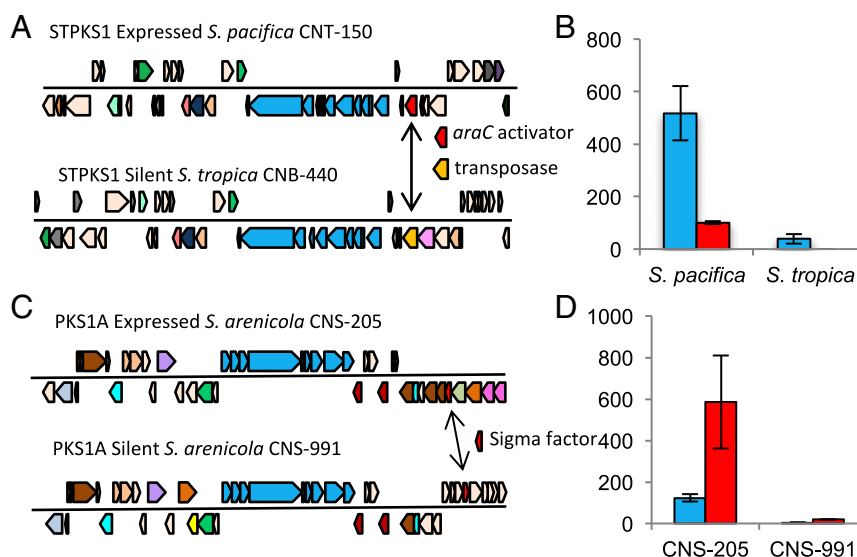 A
STPKS1 Expressed S. pacifica CNT-150
araC activator
transposase
STPKS1 Silent S. tropica CNB-440
B
800
600
400
200
0
S. pacifica S. tropica
C
PKS1A Expressed S. arenicola CNS-205
Sigma factor
PKS1A Silent S. arenicola CNS-991
D
1000
800
600
400
200
0
CNS-205 CNS-991